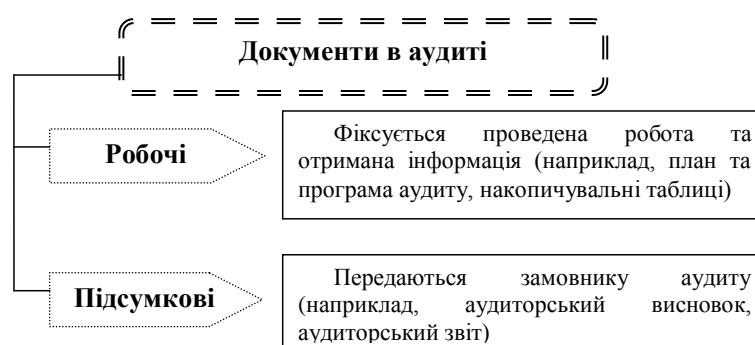 Документи в аудиті
Робочі
Фіксується проведена робота та
отримана інформація (наприклад, план та
програма аудиту, накопичувальні таблиці)
Підсумкові
Передаються замовнику аудиту
(наприклад, аудиторський висновок,
аудиторський звіт)